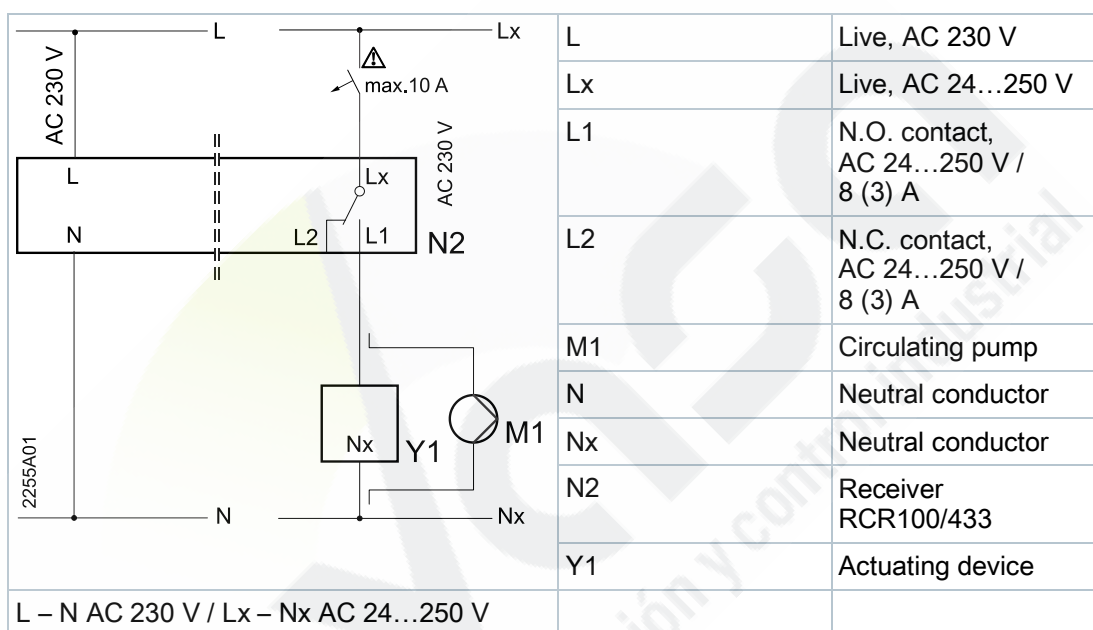 L
Lx
AC 230 V
max.10 A
AC 230 V
L
Lx
N
L2
L1
N2
Nx
Y1
M1
2255A01
N
Nx
L – N AC 230 V / Lx – Nx AC 24…250 V
L Live, AC 230 V
Lx Live, AC 24…250 V
L1 N.O. contact,
AC 24…250 V /
8 (3) A
L2 N.C. contact,
AC 24…250 V /
8 (3) A
M1 Circulating pump
N Neutral conductor
Nx Neutral conductor
N2 Receiver
RCR100/433
Y1 Actuating device
ión y control industrial